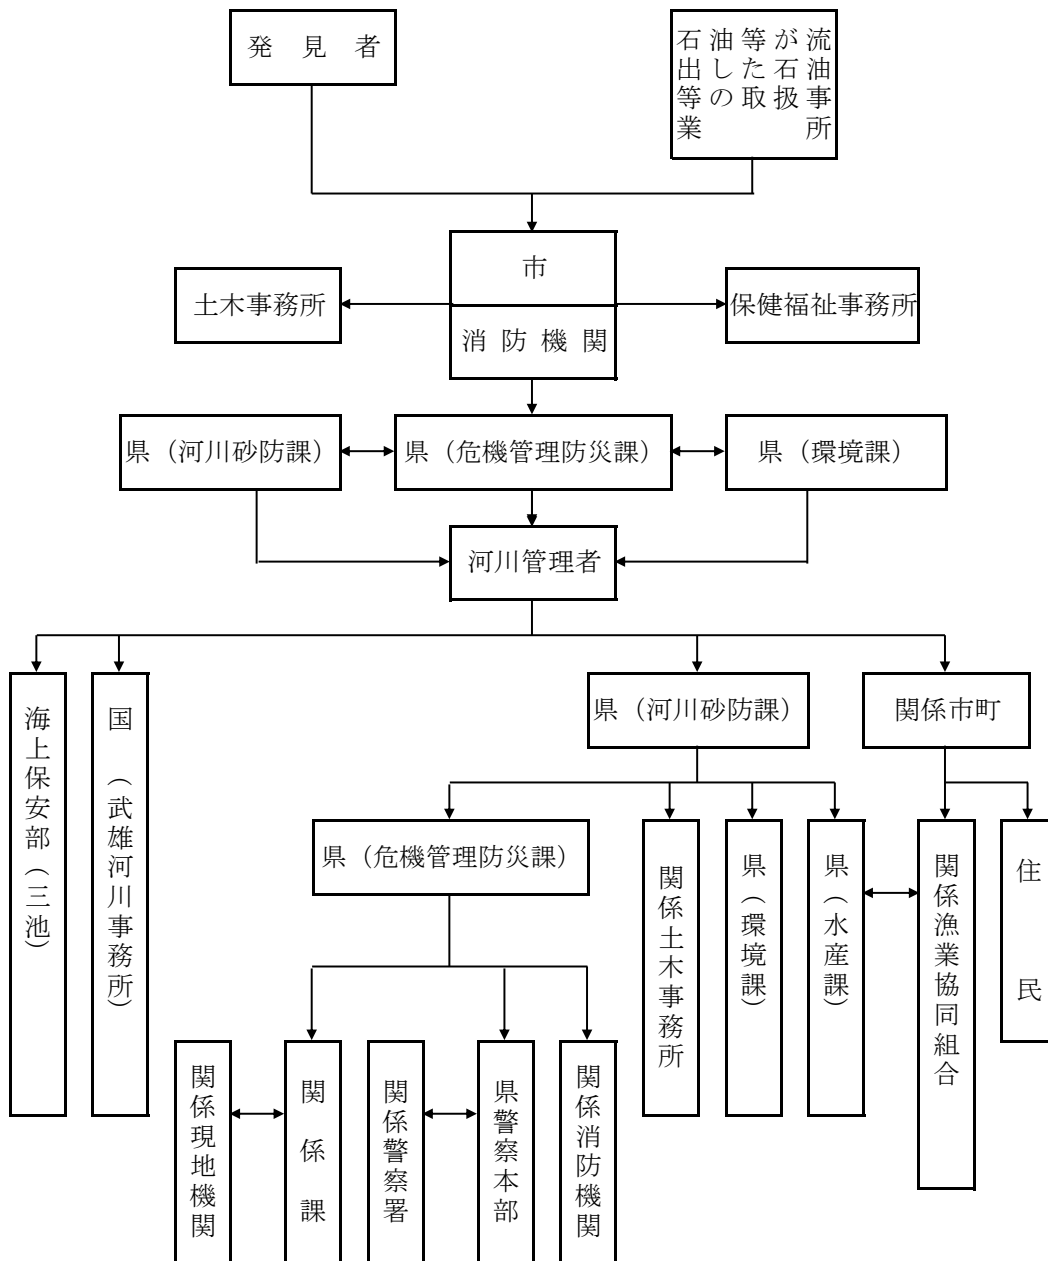 発見者
石油等が流
出した石油
等の取扱事
業所
市
土木事務所
保健福祉事務所
消防機関
県（河川砂防課）
県（危機管理防災課）
県（環境課）
河川管理者
海上保安部（三池）
国（武雄河川事務所）
県（河川砂防課）
関係市町
県（危機管理防災課）
関係土木事務所
県（環境課）
県（水産課）
関係漁業協同組合
住民
関係現地機関
関係課
関係警察署
県警察本部
関係消防機関